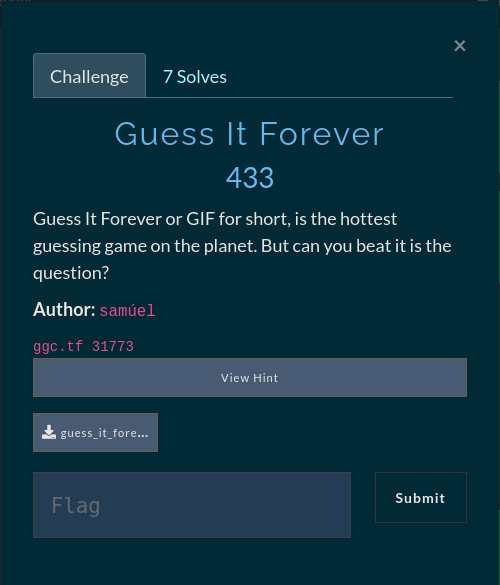 ×
Challenge 7 Solves
Guess It Forever
433
Guess It Forever or GIF for short, is the hottest
guessing game on the planet. But can you beat it is the
question?
Author: samúel
ggc.tf 31773
View Hint
guess_it_fore...
Flag
Submit